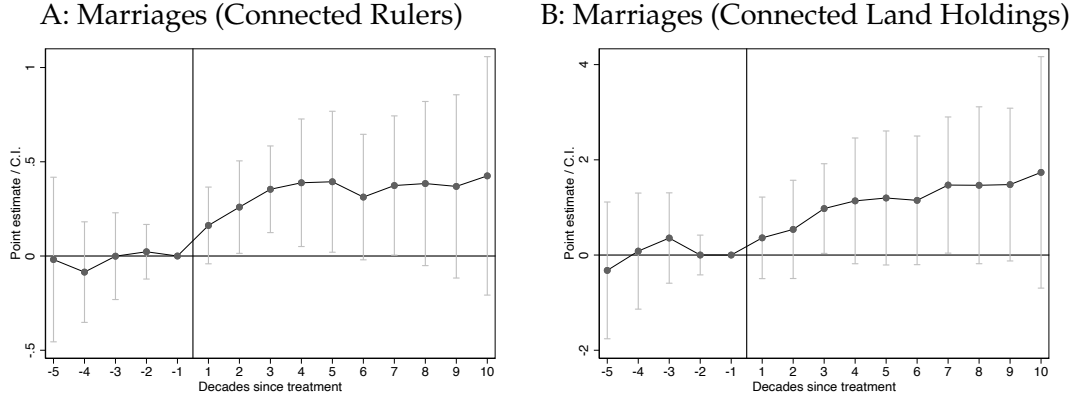 A: Marriages (Connected Rulers)
Point estimate / C.I.
1
.5
0
-.5
-5 -4 -3 -2 -1 1 2 3 4 5 6 7 8 9 10
Decades since treatment
B: Marriages (Connected Land Holdings)
Point estimate / C.I.
4
2
0
-2
-5 -4 -3 -2 -1 1 2 3 4 5 6 7 8 9 10
Decades since treatment